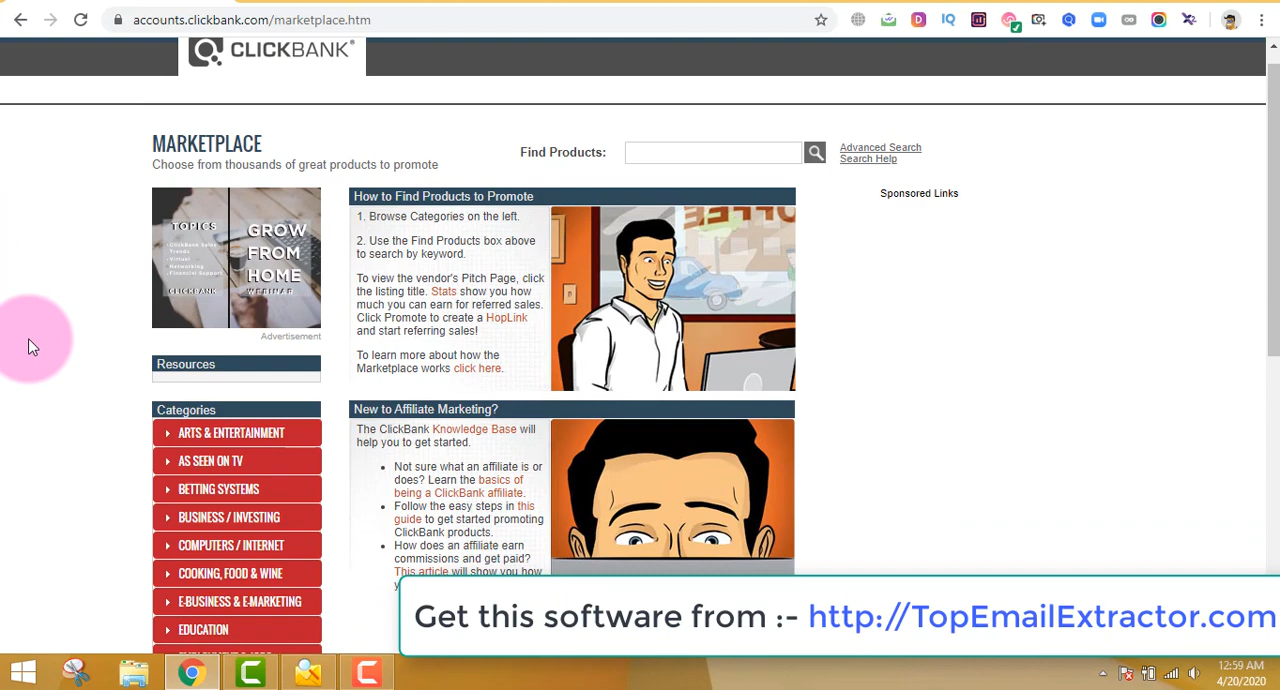 accounts.clickbank.com/marketplace.htm
CLICKBANK®
MARKETPLACE
Choose from thousands of great products to promote
Find Products:
Advanced Search
Search Help
Sponsored Links
TOPICS
GROW
FROM
HOME
WEBINAR
CLICKBANK
Advertisement
Resources
Categories
ARTS & ENTERTAINMENT
AS SEEN ON TV
BETTING SYSTEMS
BUSINESS / INVESTING
COMPUTERS / INTERNET
COOKING, FOOD & WINE
E-BUSINESS & E-MARKETING
EDUCATION
How to Find Products to Promote
1. Browse Categories on the left.
2. Use the Find Products box above
to search by keyword.
To view the vendor's Pitch Page, click
the listing title. Stats show you how
much you can earn for referred sales.
Click Promote to create a HopLink
and start referring sales!
To learn more about how the
Marketplace works click here.
New to Affiliate Marketing?
The ClickBank Knowledge Base will
help you to get started.
Not sure what an affiliate is or
does? Learn the basics of
being a ClickBank affiliate.
Follow the easy steps in this
guide to get started promoting
ClickBank products.
How does an affiliate earn
commissions and get paid?
This article will show you how
Get this software from :- http://TopEmailExtractor.com
12:59 AM
4/20/2020